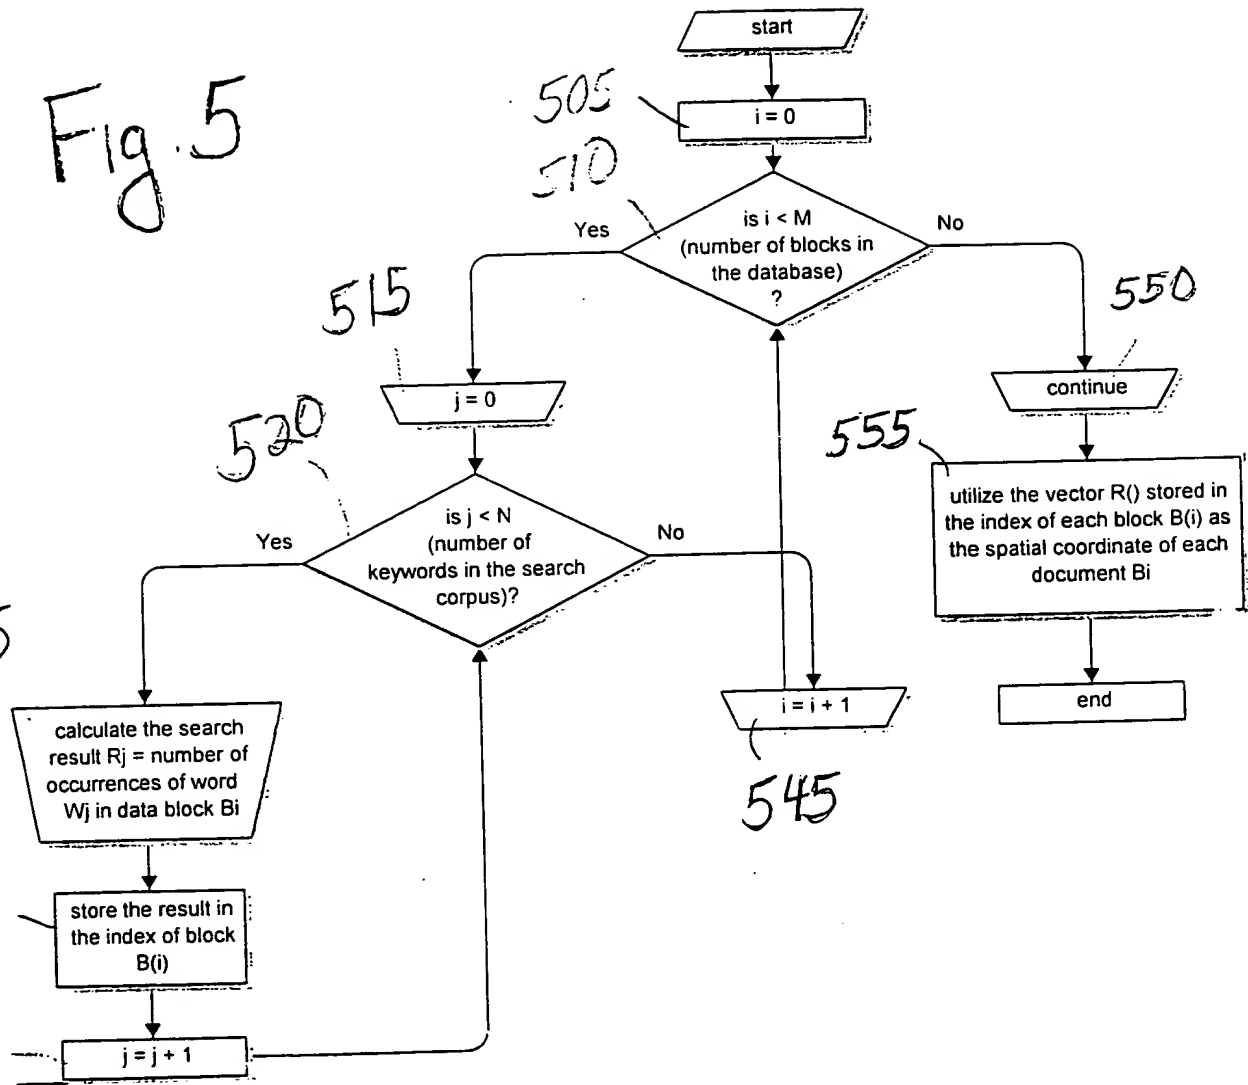 Fig. 5
start
505
i = 0
510
is i < M
(number of blocks in
the database)
?
Yes
No
515
550
j = 0
continue
520
555
is j < N
(number of
keywords in the search
corpus)?
Yes
No
utilize the vector R() stored in
the index of each block B(i) as
the spatial coordinate of each
document Bi
5
calculate the search
result Rj = number of
occurrences of word
Wj in data block Bi
i = i + 1
545
end
store the result in
the index of block
B(i)
j = j + 1